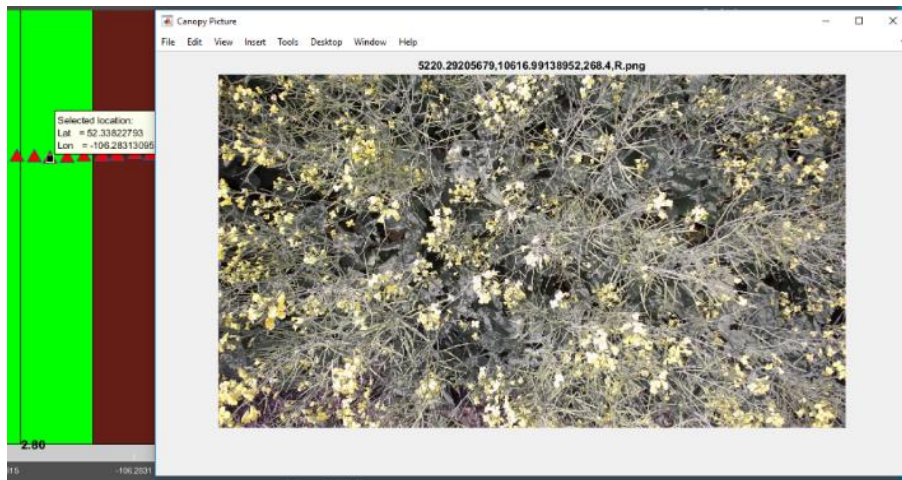 Canopy Picture
File Edit View Insert Tools Desktop Window Help
5220.29205679,10616.99138952,268.4,R.png
Selected location:
Lat = 52.33822793
Lon = -106.28313095
2.80
-106.2831